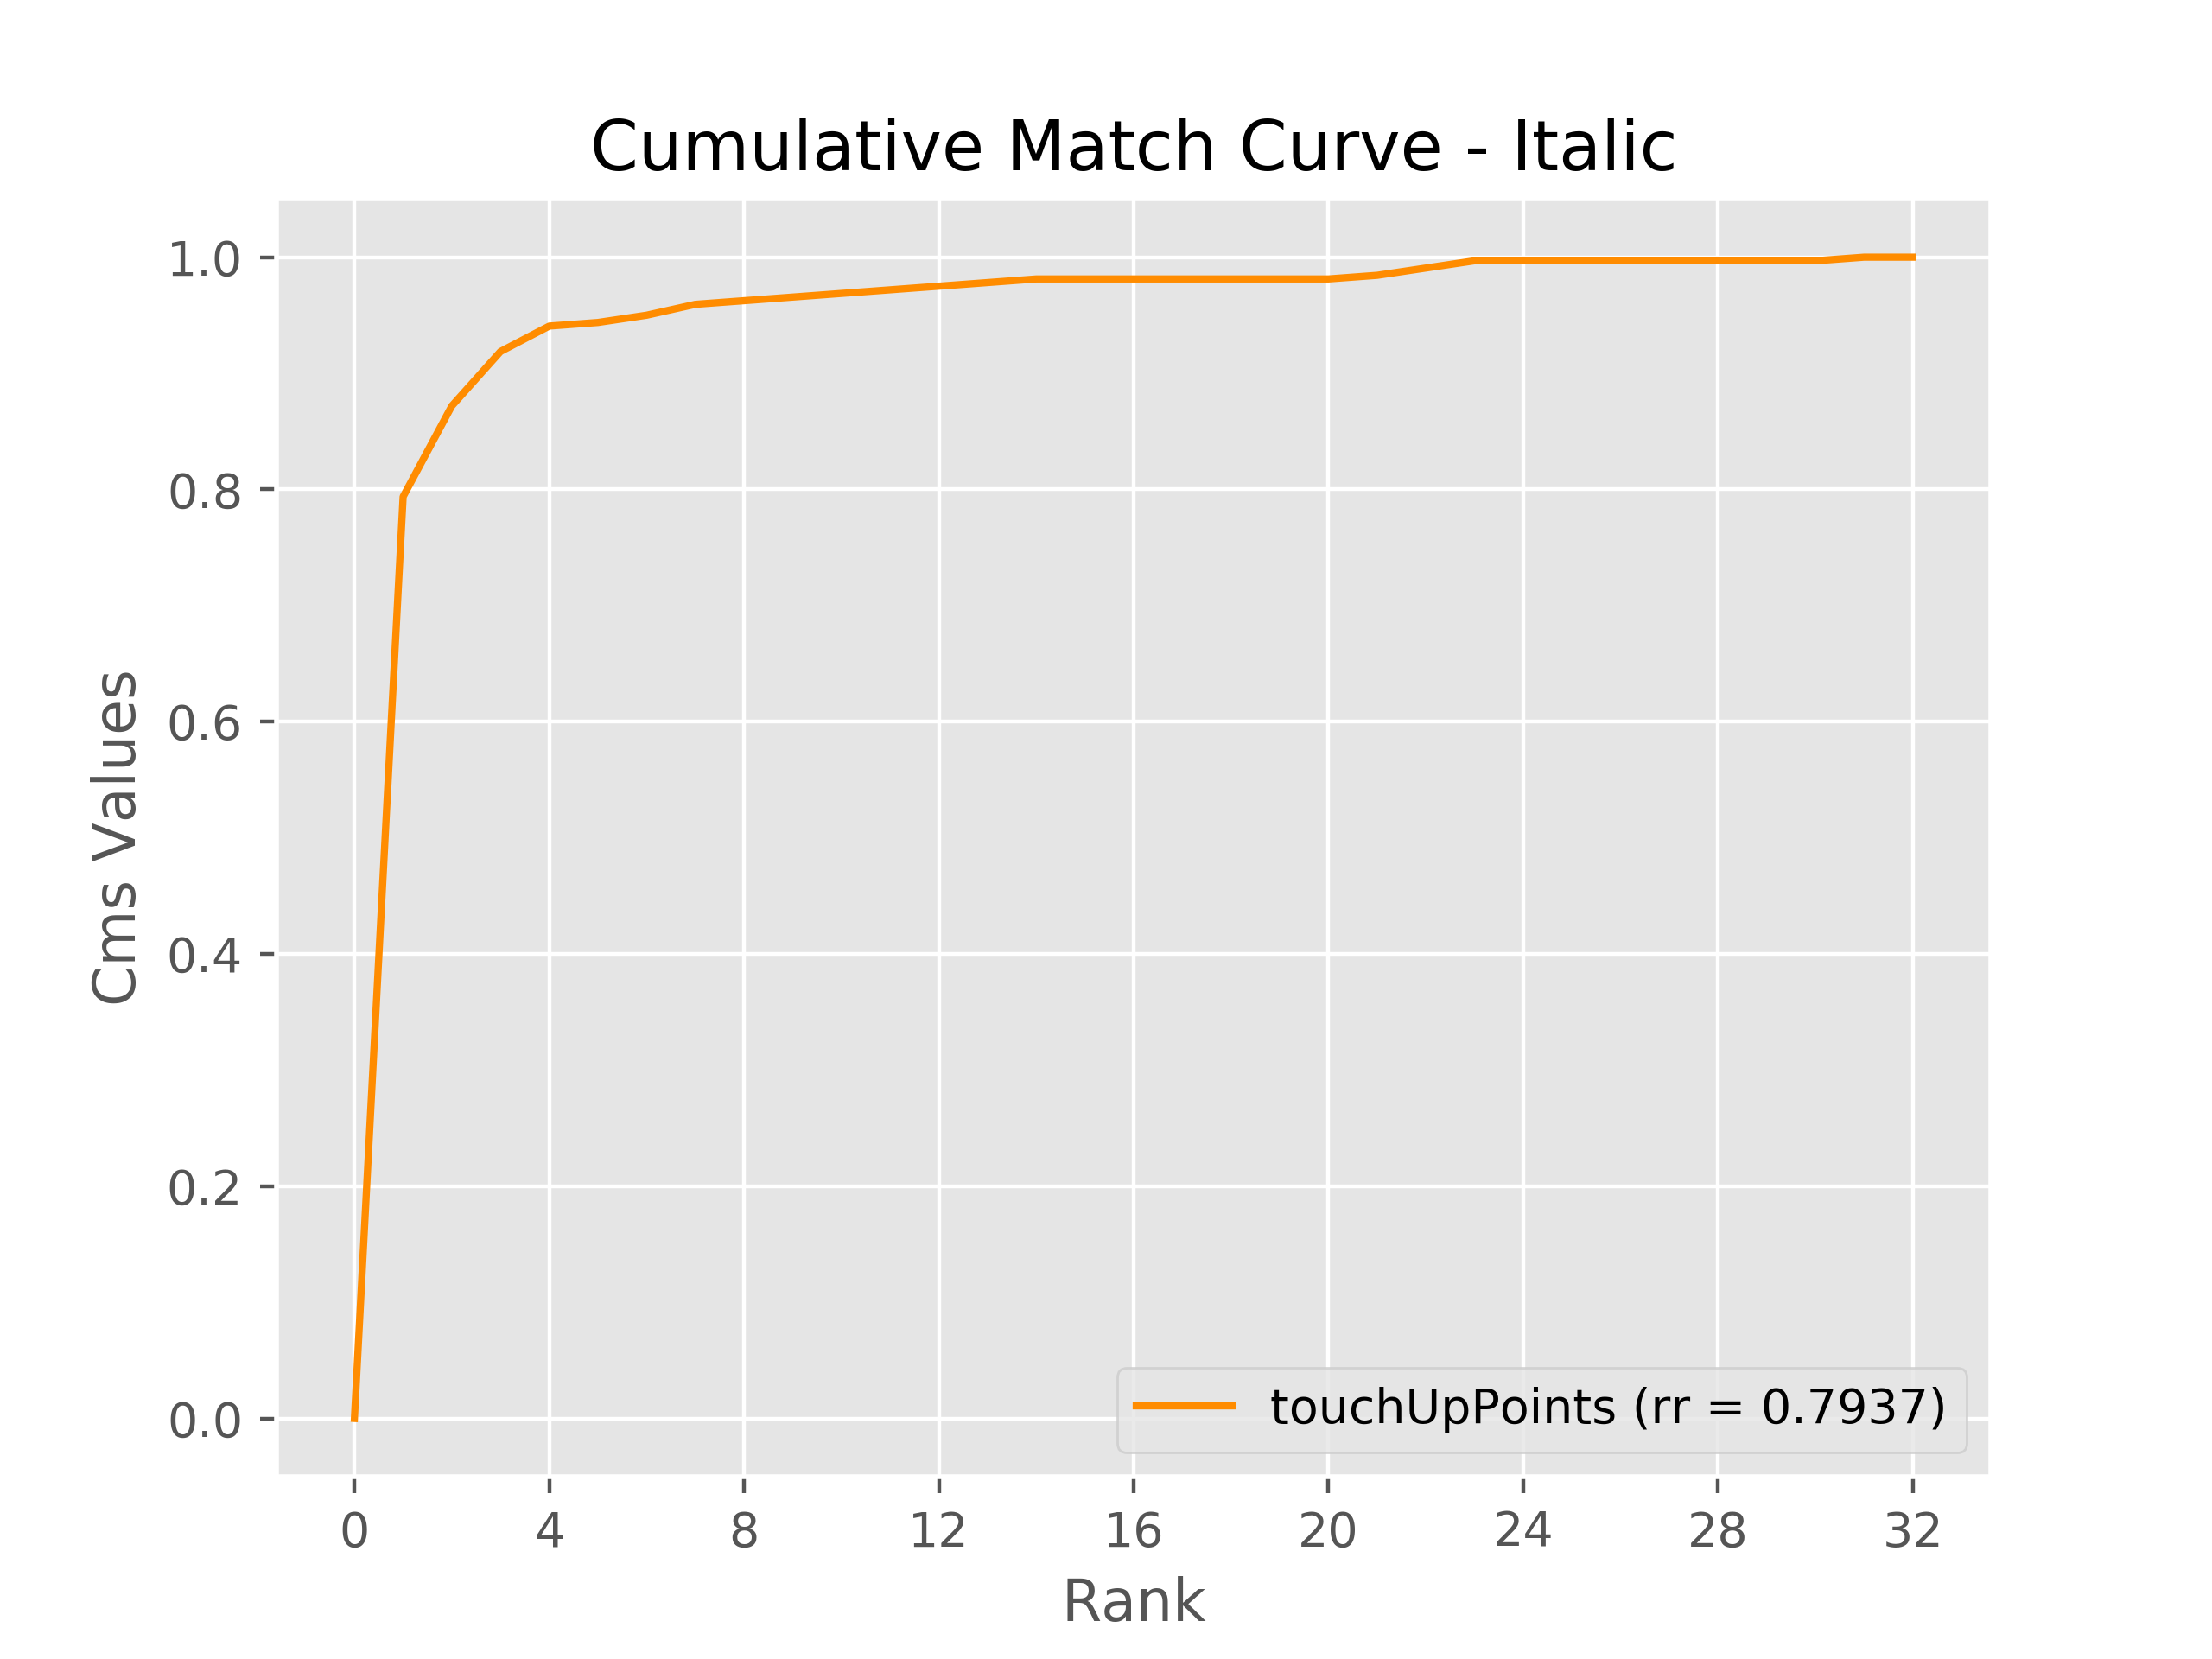 Cumulative Match Curve - Italic
1.0
0.8
0.6
0.4
0.2
0.0
Cms Values
touchUpPoints (rr = 0.7937)
0 4 8 12 16 20 24 28 32
Rank